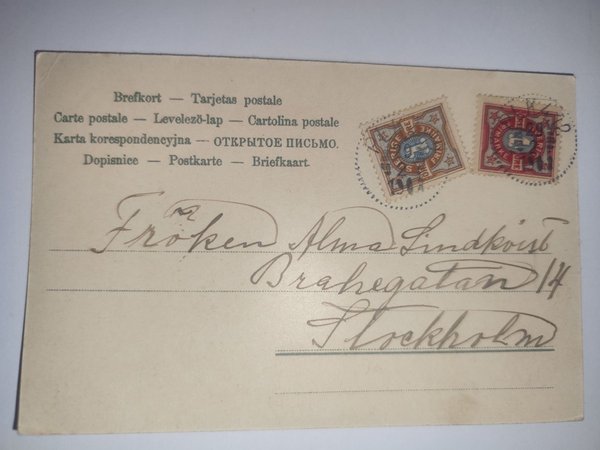 Brefkort — Tarjetas postale
Carte postale — Levelező-lap — Cartolina postale
Karta korespondencyjna — ОТКРЫТОЕ ПИСЬМО.
Dopisnice — Postkarte — Briefkaart.
Fröken Alma Lindkvist
Brahegatan 14
Stockholm